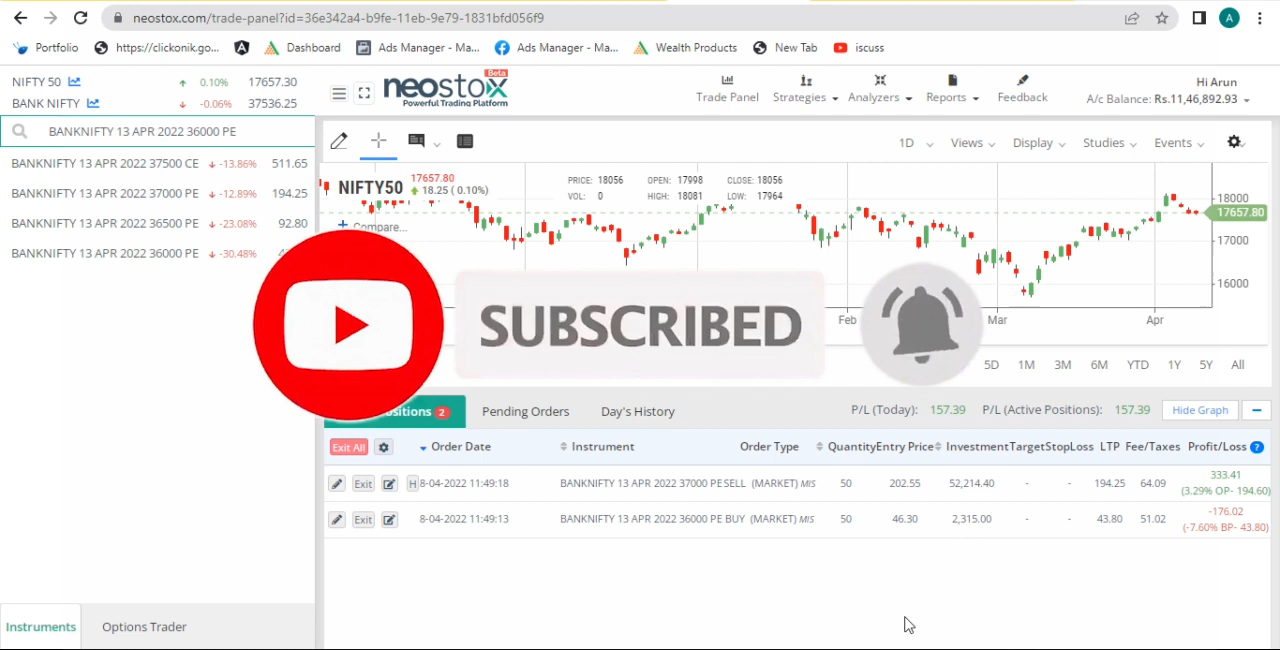 neostox.com/trade-panel?id=36e342a4-b9fe-11eb-9e79-1831bfd056f9
A
Portfolio https://clickonik.go... Dashboard Ads Manager - Ma... Ads Manager - Ma... Wealth Products New Tab iscuss
NIFTY 50 0.10% 17657.30
BANK NIFTY -0.06% 37536.25
neostox Beta
Powerful Trading Platform
Trade Panel Strategies Analyzers Reports Feedback
Hi Arun
A/c Balance: Rs.11,46,892.93
BANKNIFTY 13 APR 2022 36000 PE
BANKNIFTY 13 APR 2022 37500 CE -13.86% 511.65
BANKNIFTY 13 APR 2022 37000 PE -12.89% 194.25
BANKNIFTY 13 APR 2022 36500 PE -23.08% 92.80
BANKNIFTY 13 APR 2022 36000 PE -30.48%
1D Views Display Studies Events
NIFTY50 17657.80
18.25 ( 0.10%)
PRICE: 18056 OPEN: 17998 CLOSE: 18056
VOL: 0 HIGH: 18081 LOW: 17964
Compare...
18000
17657.80
17000
16000
Feb Mar Apr
SUBSCRIBED
5D 1M 3M 6M YTD 1Y 5Y All
2 Pending Orders Day's History P/L (Today): 157.39 P/L (Active Positions): 157.39 Hide Graph
Exit All Order Date Instrument Order Type Quantity Entry Price Investment Target StopLoss LTP Fee/Taxes Profit/Loss ?
Exit H 8-04-2022 11:49:18 BANKNIFTY 13 APR 2022 37000 PE SELL (MARKET) MIS 50 202.55 52,214.40 - - 194.25 64.09 333.41
(3.29% OP- 194.60)
Exit 8-04-2022 11:49:13 BANKNIFTY 13 APR 2022 36000 PE BUY (MARKET) MIS 50 46.30 2,315.00 - - 43.80 51.02 -176.02
(-7.60% BP- 43.80)
Instruments Options Trader